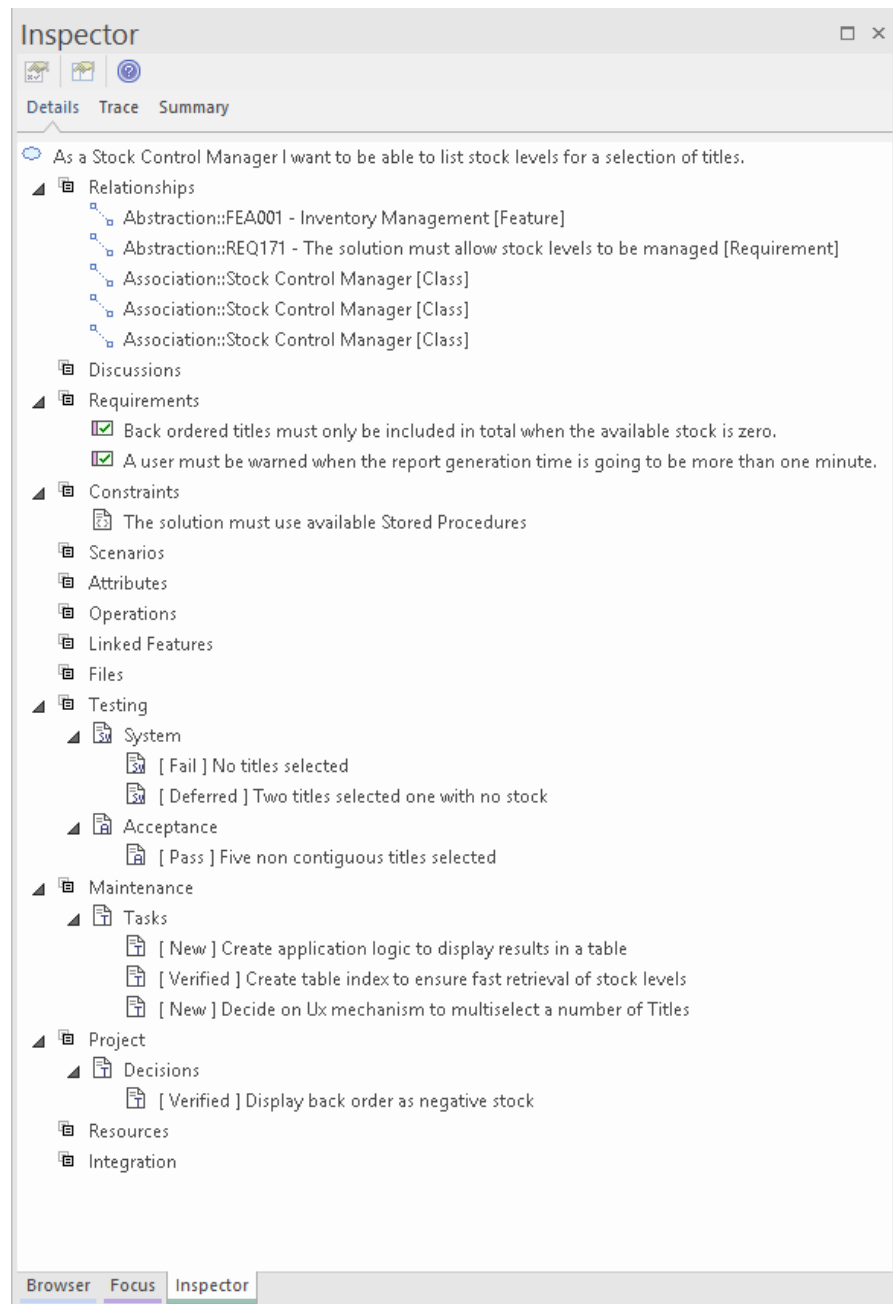 Inspector
Details Trace Summary
As a Stock Control Manager I want to be able to list stock levels for a selection of titles.
Relationships
Abstraction::FEA001 - Inventory Management [Feature]
Abstraction::REQ171 - The solution must allow stock levels to be managed [Requirement]
Association::Stock Control Manager [Class]
Association::Stock Control Manager [Class]
Association::Stock Control Manager [Class]
Discussions
Requirements
Back ordered titles must only be included in total when the available stock is zero.
A user must be warned when the report generation time is going to be more than one minute.
Constraints
The solution must use available Stored Procedures
Scenarios
Attributes
Operations
Linked Features
Files
Testing
System
[ Fail ] No titles selected
[ Deferred ] Two titles selected one with no stock
Acceptance
[ Pass ] Five non contiguous titles selected
Maintenance
Tasks
[ New ] Create application logic to display results in a table
[ Verified ] Create table index to ensure fast retrieval of stock levels
[ New ] Decide on Ux mechanism to multiselect a number of Titles
Project
Decisions
[ Verified ] Display back order as negative stock
Resources
Integration
Browser Focus Inspector